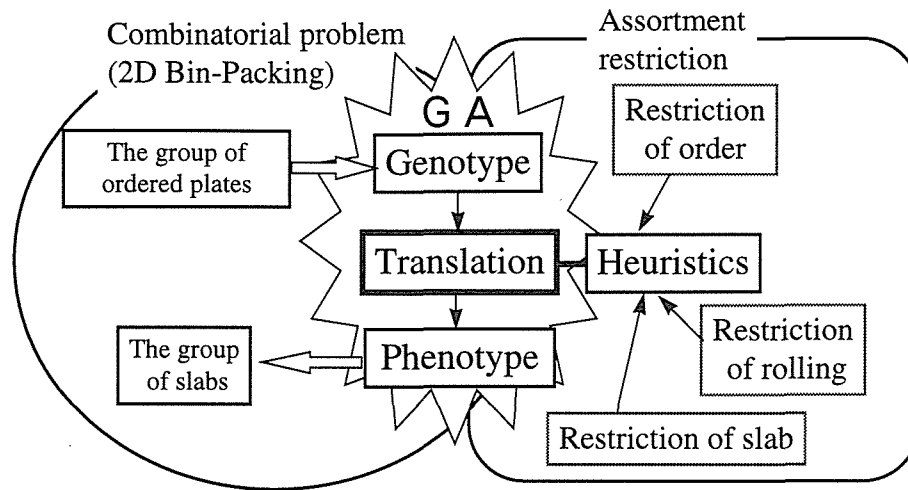 Combinatorial problem
(2D Bin-Packing)
Assortment
restriction
G A
Restriction
of order
The group of
ordered plates
Genotype
Translation
Heuristics
The group
of slabs
Phenotype
Restriction
of rolling
Restriction of slab